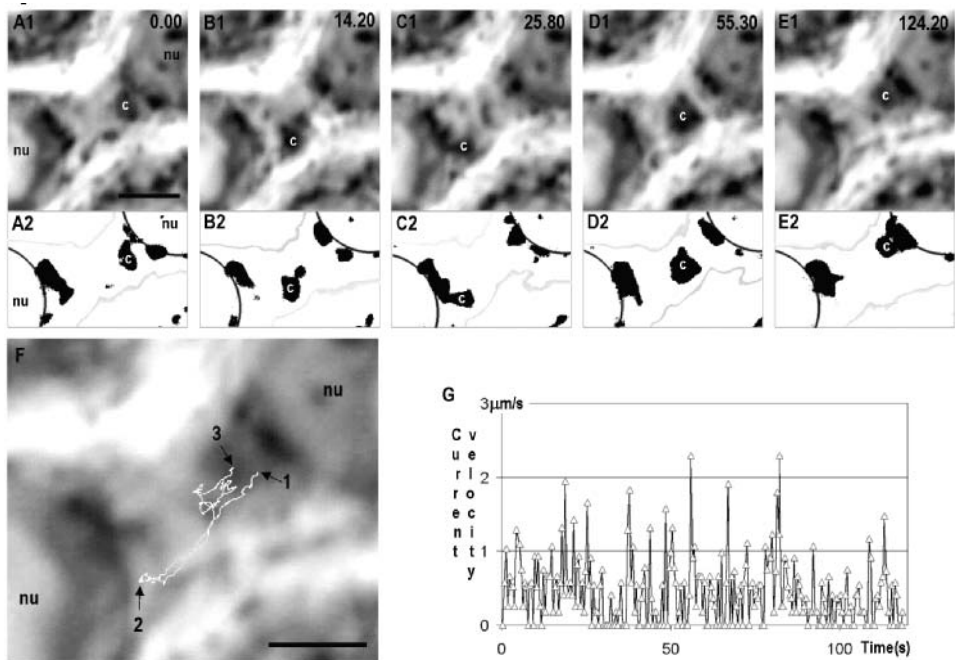 A1 0.00
nu
c
nu
B1 14.20
c
C1 25.80
c
D1 55.30
c
E1 124.20
c
A2
nu
c
nu
B2
c
C2
c
D2
c
E2
c
F
nu
3
1
nu
2
G
3µm/s
Current velocity
2
1
0
50
100
Time(s)